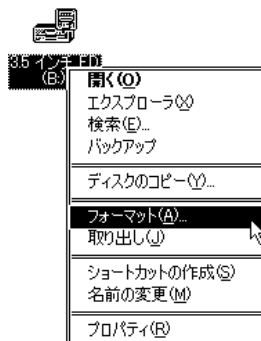 3.5 インチ FD
(B:)
開く(O)
エクスプローラ(X)
検索(E)...
バックアップ
ディスクのコピー(Y)...
フォーマット(A)...
取り出し(J)
ショートカットの作成(S)
名前の変更(M)
プロパティ(R)